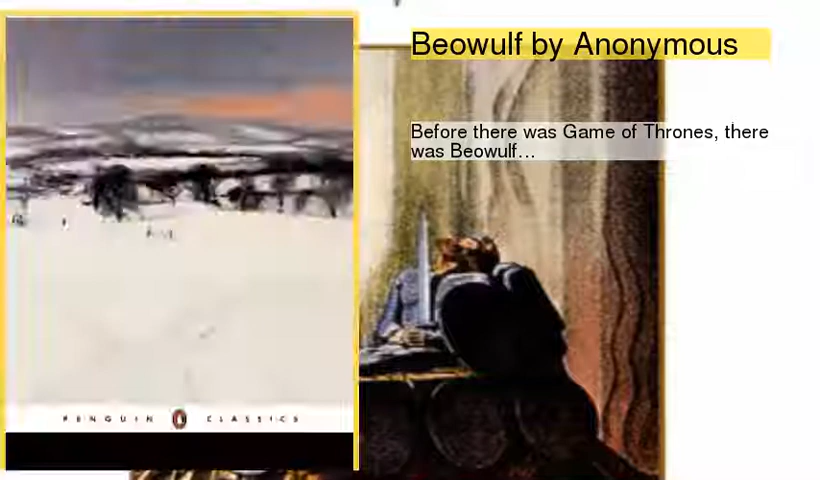 Beowulf by Anonymous
Before there was Game of Thrones, there
was Beowulf...
PENGUIN CLASSICS